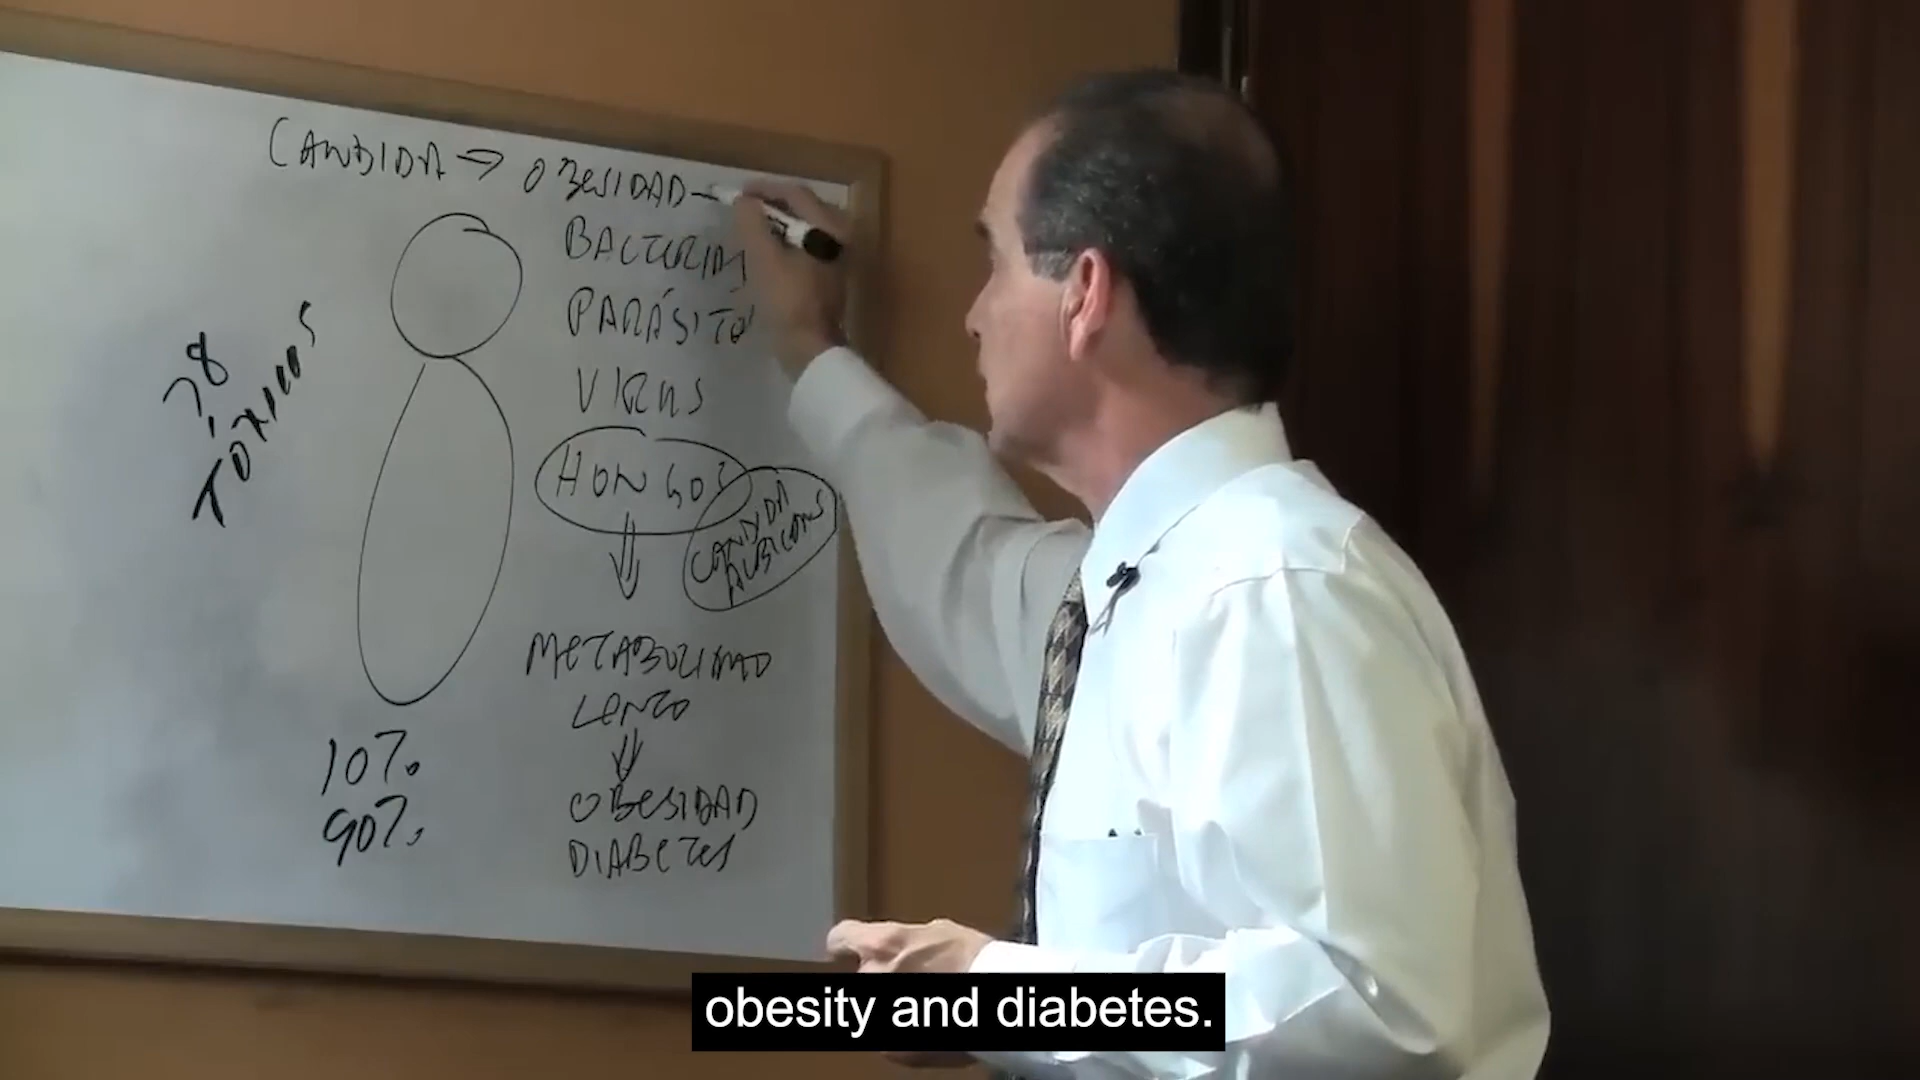 CANDIDA → OBESIDAD
BACTERIAS
PARÁSITOS
VIRUS
HONGOS
CANDIDA
ALBICANS
78
TÓXICOS
METABOLISMO
LENTO
10%
90%
OBESIDAD
DIABETES
obesity and diabetes.